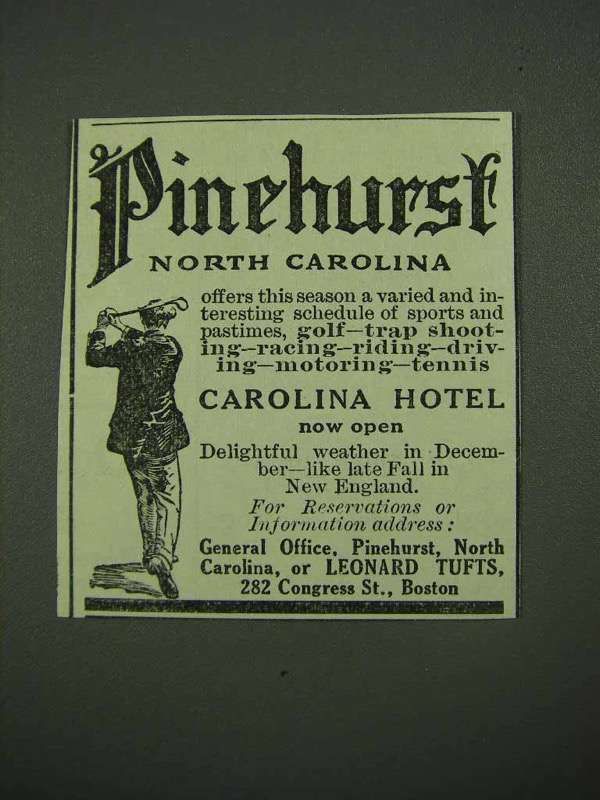 Pinehurst
NORTH CAROLINA
offers this season a varied and in-
teresting schedule of sports and
pastimes, golf—trap shoot-
ing—racing—riding—driv-
ing—motoring—tennis
CAROLINA HOTEL
now open
Delightful weather in Decem-
ber—like late Fall in
New England.
For Reservations or
Information address:
General Office, Pinehurst, North
Carolina, or LEONARD TUFTS,
282 Congress St., Boston